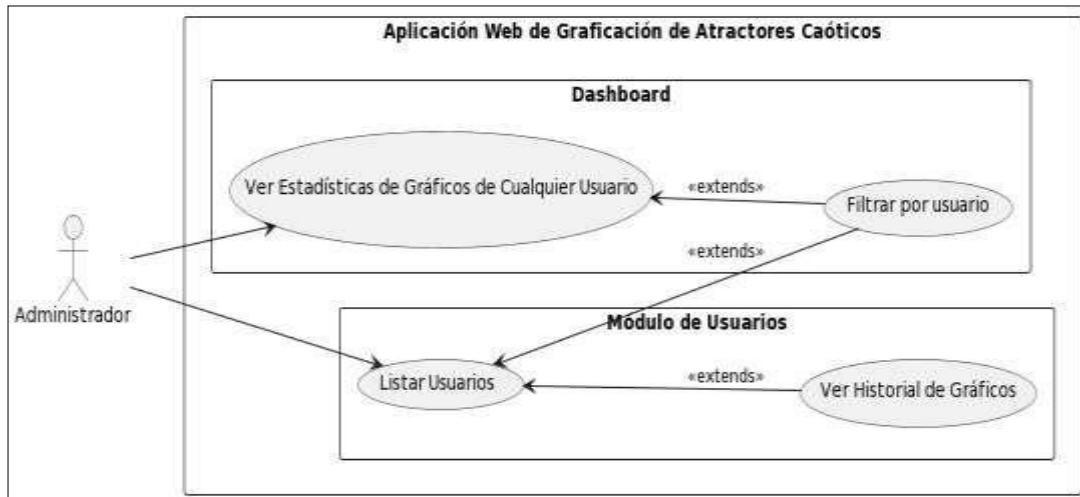 Aplicación Web de Graficación de Atractores Caóticos
Dashboard
Ver Estadísticas de Gráficos de Cualquier Usuario
«extends»
Filtrar por usuario
«extends»
Administrador
Módulo de Usuarios
Listar Usuarios
«extends»
Ver Historial de Gráficos